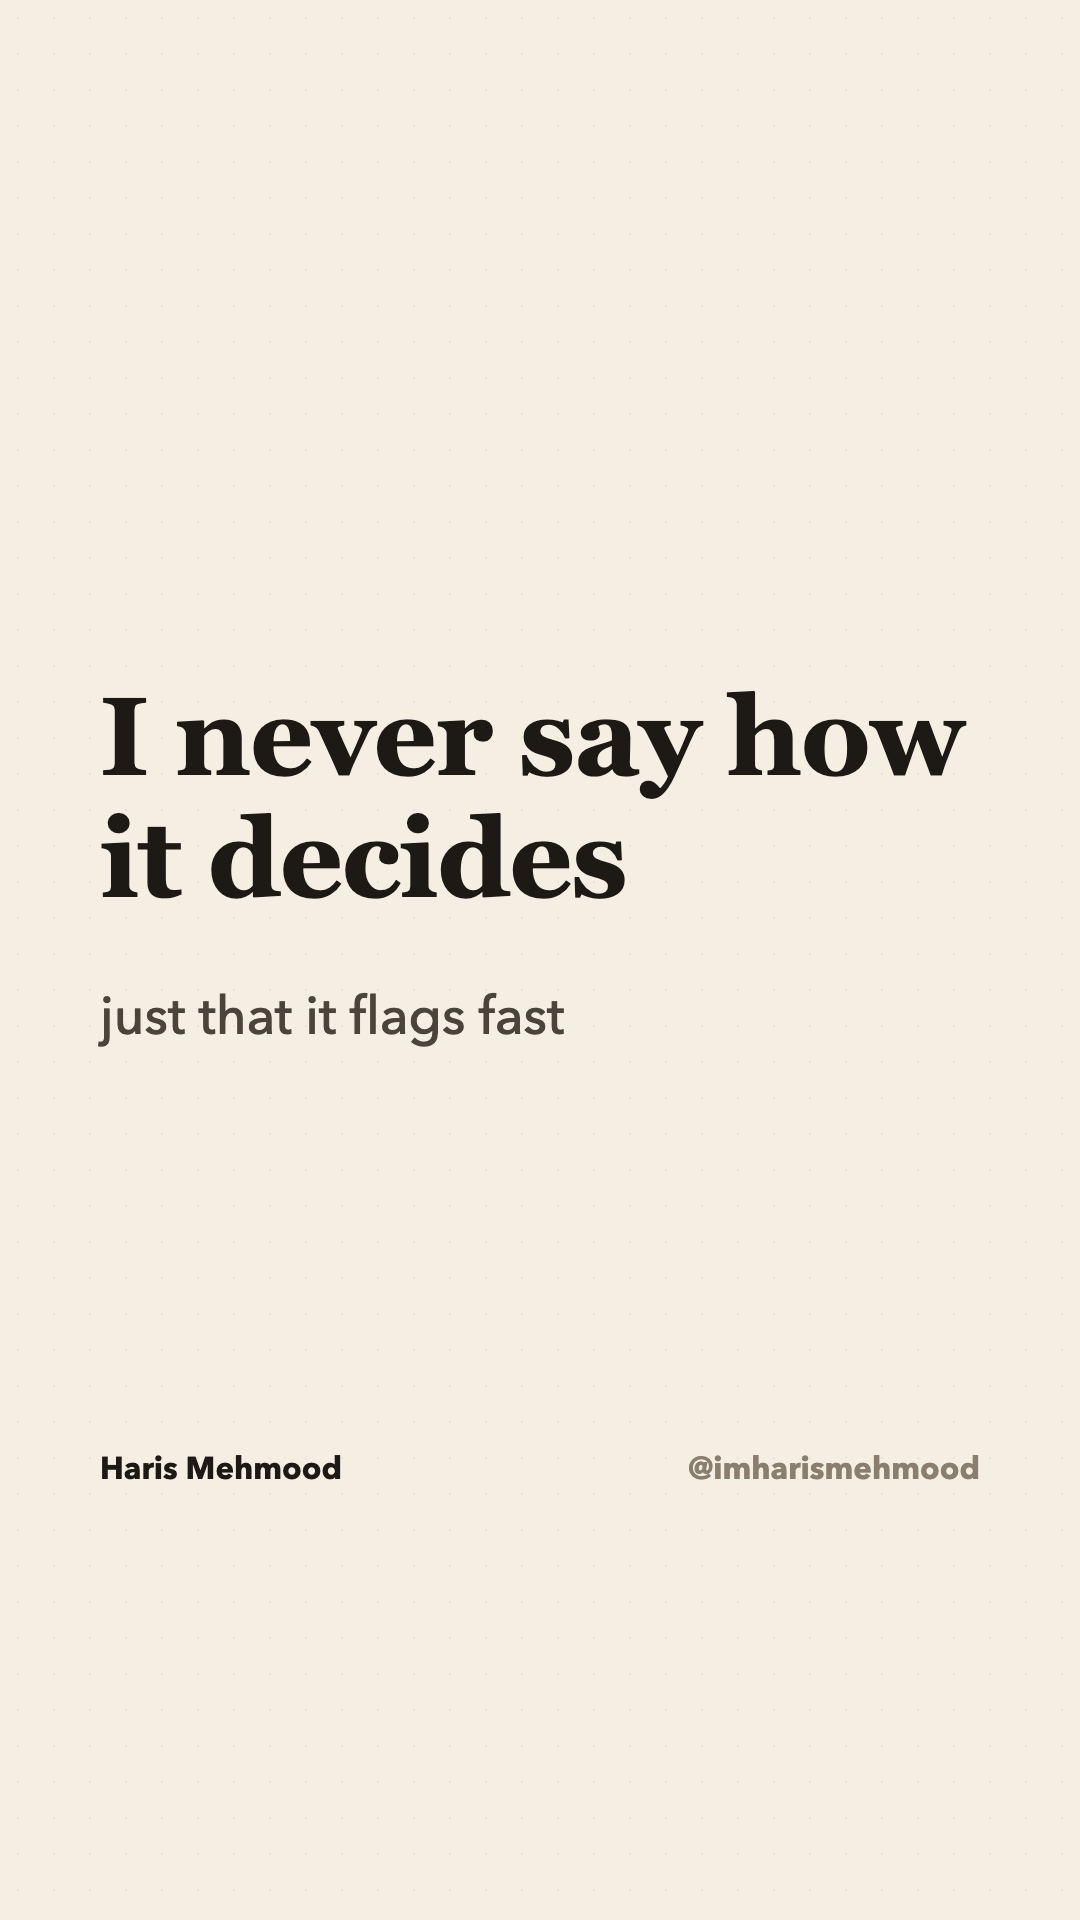 I never say how
it decides
just that it flags fast
Haris Mehmood
@imharismehmood